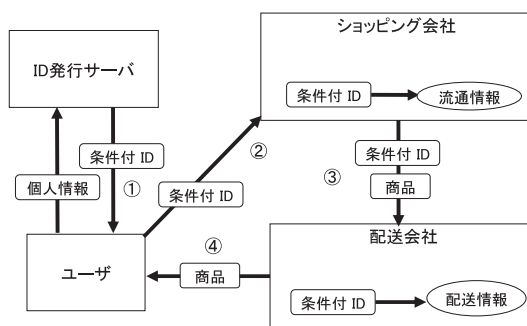 ショッピング会社
ID発行サーバ
条件付 ID
流通情報
条件付 ID
②
条件付 ID
個人情報
①
条件付 ID
③
商品
④
配送会社
ユーザ
商品
条件付 ID
配送情報